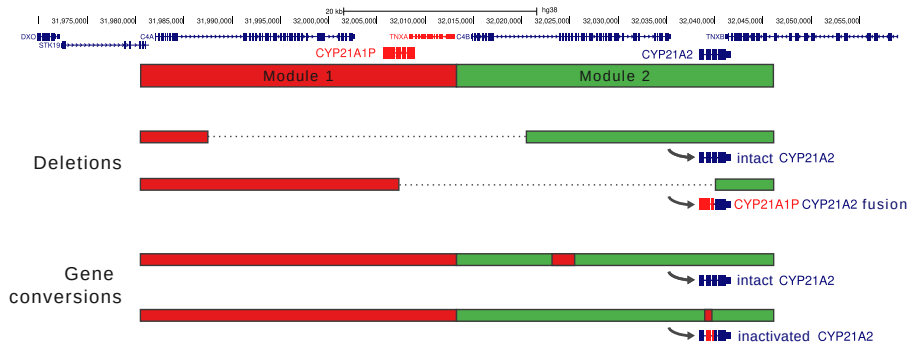 20 kb hg38
31,975,000 31,980,000 31,985,000 31,990,000 31,995,000 32,000,000 32,005,000 32,010,000 32,015,000 32,020,000 32,025,000 32,030,000 32,035,000 32,040,000 32,045,000 32,050,000 32,055,000
DXO C4A TNXA C4B TNXB
STK19
CYP21A1P CYP21A2
Module 1 Module 2
Deletions
intact CYP21A2
CYP21A1P CYP21A2 fusion
Gene
conversions
intact CYP21A2
inactivated CYP21A2